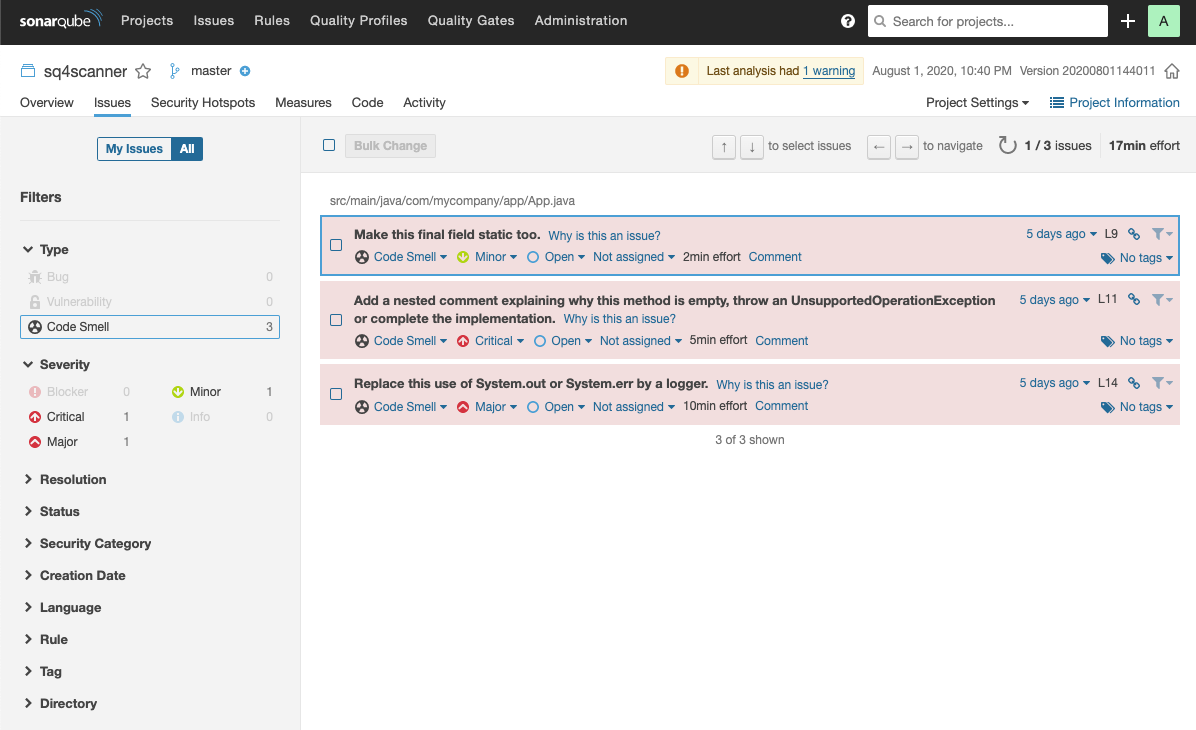 sonarqube Projects Issues Rules Quality Profiles Quality Gates Administration ? Search for projects... + A
sq4scanner master Last analysis had 1 warning August 1, 2020, 10:40 PM Version 20200801144011
Overview Issues Security Hotspots Measures Code Activity Project Settings Project Information
My Issues All
Bulk Change ↑ ↓ to select issues ← → to navigate 1 / 3 issues 17min effort
Filters
Type
Bug 0
Vulnerability 0
Code Smell 3
Severity
Blocker 0 Minor 1
Critical 1 Info 0
Major 1
Resolution
Status
Security Category
Creation Date
Language
Rule
Tag
Directory
src/main/java/com/mycompany/app/App.java
Make this final field static too. Why is this an issue? 5 days ago L9
Code Smell Minor Open Not assigned 2min effort Comment No tags
Add a nested comment explaining why this method is empty, throw an UnsupportedOperationException 5 days ago L11
or complete the implementation. Why is this an issue?
Code Smell Critical Open Not assigned 5min effort Comment No tags
Replace this use of System.out or System.err by a logger. Why is this an issue? 5 days ago L14
Code Smell Major Open Not assigned 10min effort Comment No tags
3 of 3 shown